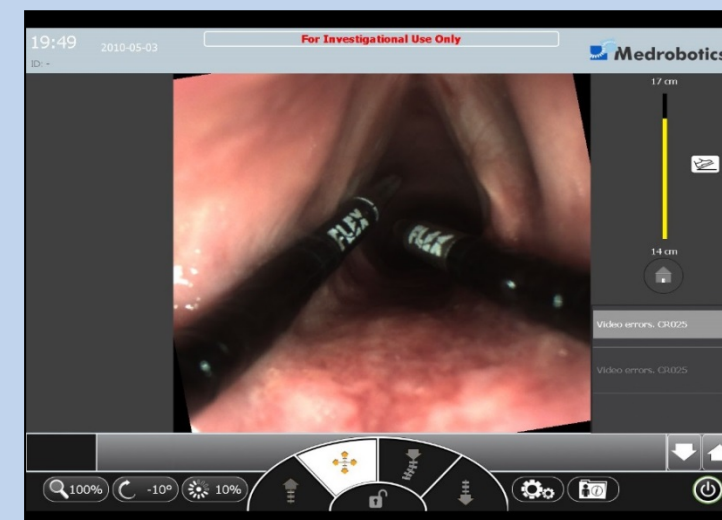 19:49 2010-05-03 For Investigational Use Only Medrobotics
ID: -
17 cm
FLEX
FLEX
14 cm
Video errors. CR025
Video errors. CR025
100% -10° 10%